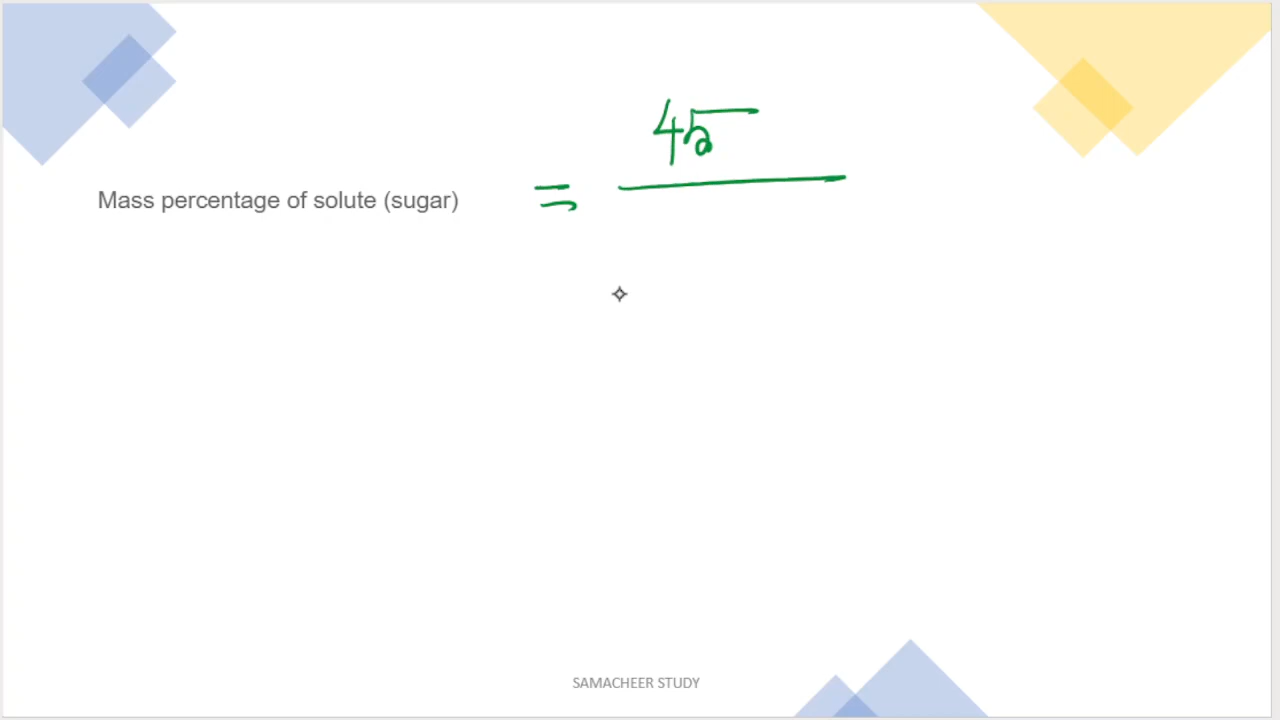 45
Mass percentage of solute (sugar) =
SAMACHEER STUDY